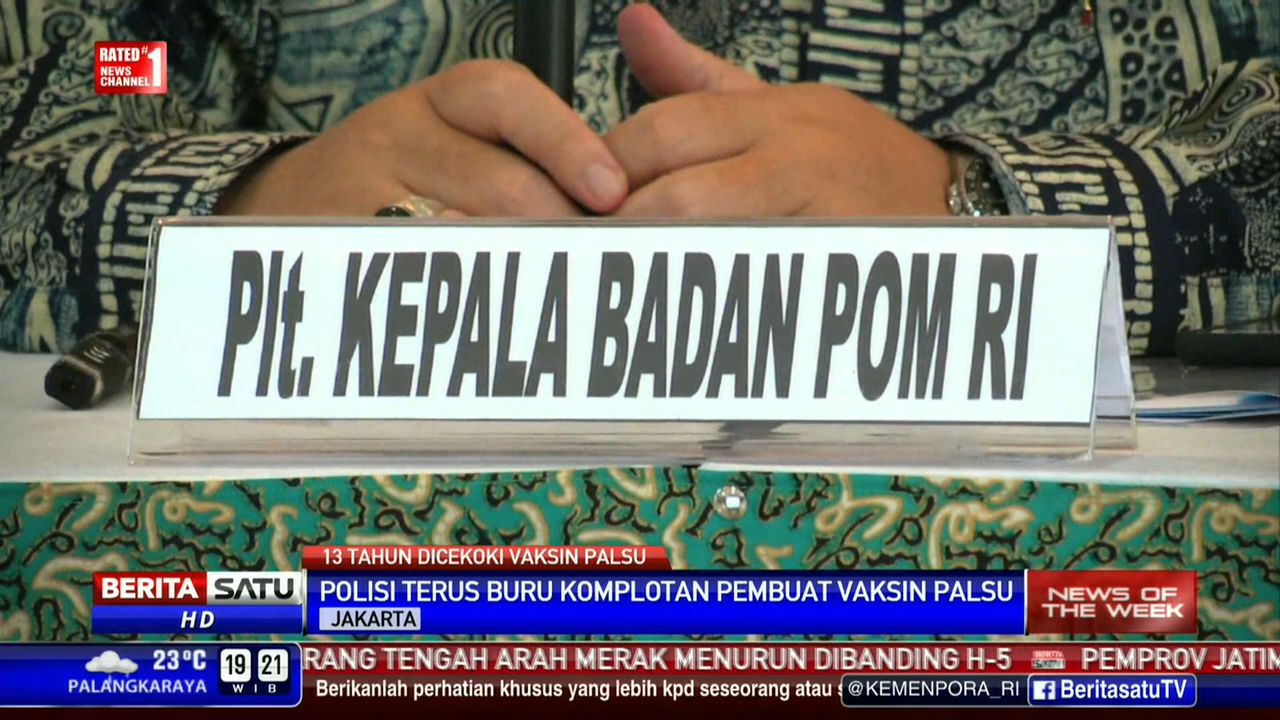 RATED #1
NEWS
CHANNEL
Plt. KEPALA BADAN POM RI
13 TAHUN DICEKOKI VAKSIN PALSU
BERITA SATU
HD
POLISI TERUS BURU KOMPLOTAN PEMBUAT VAKSIN PALSU
JAKARTA
NEWS OF
THE WEEK
23°C
PALANGKARAYA
19 21
WIB
RANG TENGAH ARAH MERAK MENURUN DIBANDING H-5
PEMPROV JATIM
Berikanlah perhatian khusus yang lebih kpd seseorang atau s
@KEMENPORA_RI
BeritasatuTV